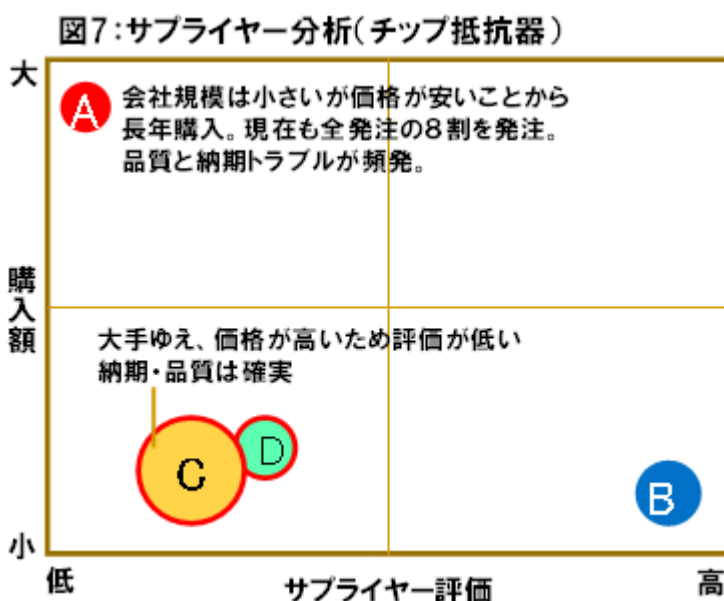 図7:サプライヤー分析(チップ抵抗器)
大
A
会社規模は小さいが価格が安いことから
長年購入。現在も全発注の8割を発注。
品質と納期トラブルが頻発。
購入額
大手ゆえ、価格が高いため評価が低い
納期・品質は確実
C
D
B
小
低
サプライヤー評価
高